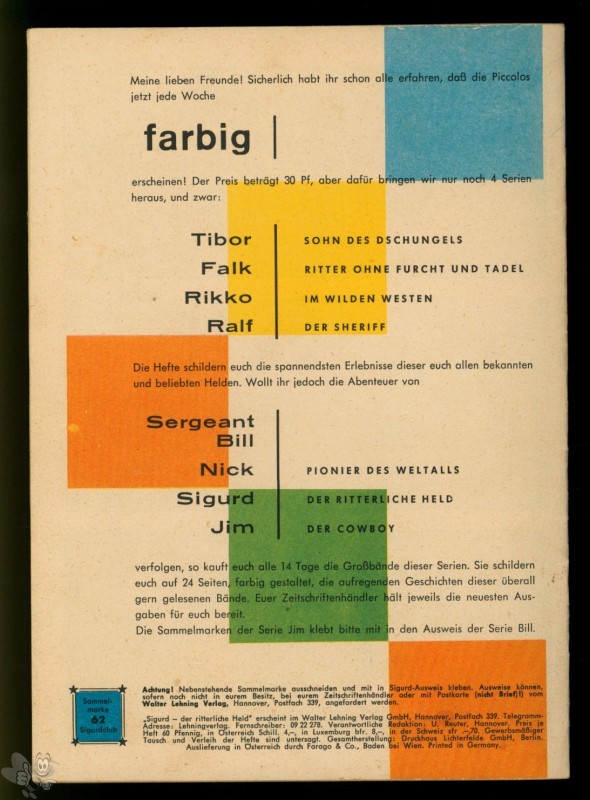 Meine lieben Freunde! Sicherlich habt ihr schon alle erfahren, daß die Piccolos
jetzt jede Woche
farbig
erscheinen! Der Preis beträgt 30 Pf, aber dafür bringen wir nur noch 4 Serien
heraus, und zwar:
Tibor SOHN DES DSCHUNGELS
Falk RITTER OHNE FURCHT UND TADEL
Rikko IM WILDEN WESTEN
Ralf DER SHERIFF
Die Hefte schildern euch die spannendsten Erlebnisse dieser euch allen bekannten
und beliebten Helden. Wollt ihr jedoch die Abenteuer von
Sergeant
Bill
Nick PIONIER DES WELTALLS
Sigurd DER RITTERLICHE HELD
Jim DER COWBOY
verfolgen, so kauft euch alle 14 Tage die Großbände dieser Serien. Sie schildern
euch auf 24 Seiten, farbig gestaltet, die aufregenden Geschichten dieser überall
gern gelesenen Bände. Euer Zeitschriftenhändler hält jeweils die neuesten Aus-
gaben für euch bereit.
Die Sammelmarken der Serie Jim klebt bitte mit in den Ausweis der Serie Bill.
Sammel-
marke
62
Sigurdclub
Achtung! Nebenstehende Sammelmarke ausschneiden und mit in Sigurd-Ausweis kleben. Ausweise können,
sofern noch nicht in eurem Besitz, bei eurem Zeitschriftenhändler oder mit Postkarte (nicht Brief!) vom
Walter Lehning Verlag, Hannover, Postfach 339, angefordert werden.
„Sigurd – der ritterliche Held" erscheint im Walter Lehning Verlag GmbH, Hannover, Postfach 339. Telegramm-
Adresse: Lehningverlag. Fernschreiber: 09 22 278. Verantwortliche Redaktion: U. Reuter, Hannover. Preis je
Heft 60 Pfennig, in Österreich Schill. 4,–, in Luxemburg bfr. 8,–, in der Schweiz sfr –.70. Gewerbsmäßiger
Tausch und Verleih der Hefte sind untersagt. Gesamtherstellung: Druckhaus Lichterfelde GmbH, Berlin.
Auslieferung in Österreich durch Farago & Co., Baden bei Wien. Printed in Germany.